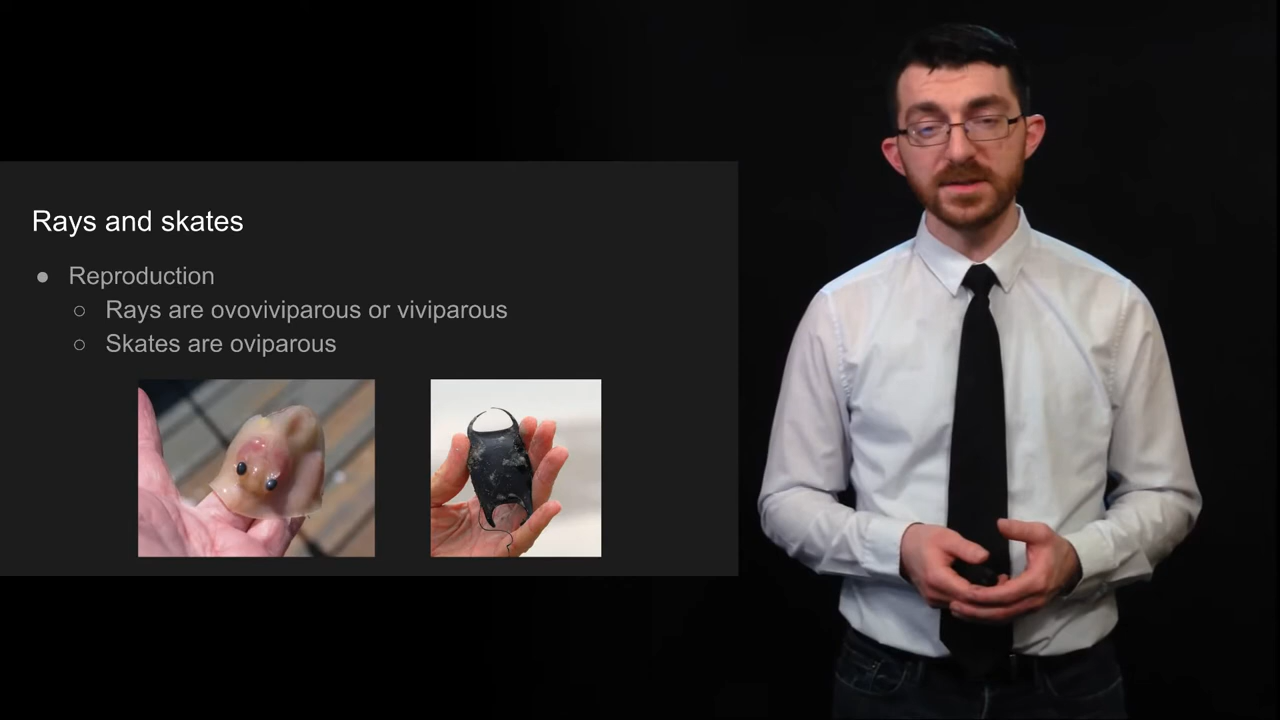 Rays and skates
● Reproduction
○ Rays are ovoviviparous or viviparous
○ Skates are oviparous